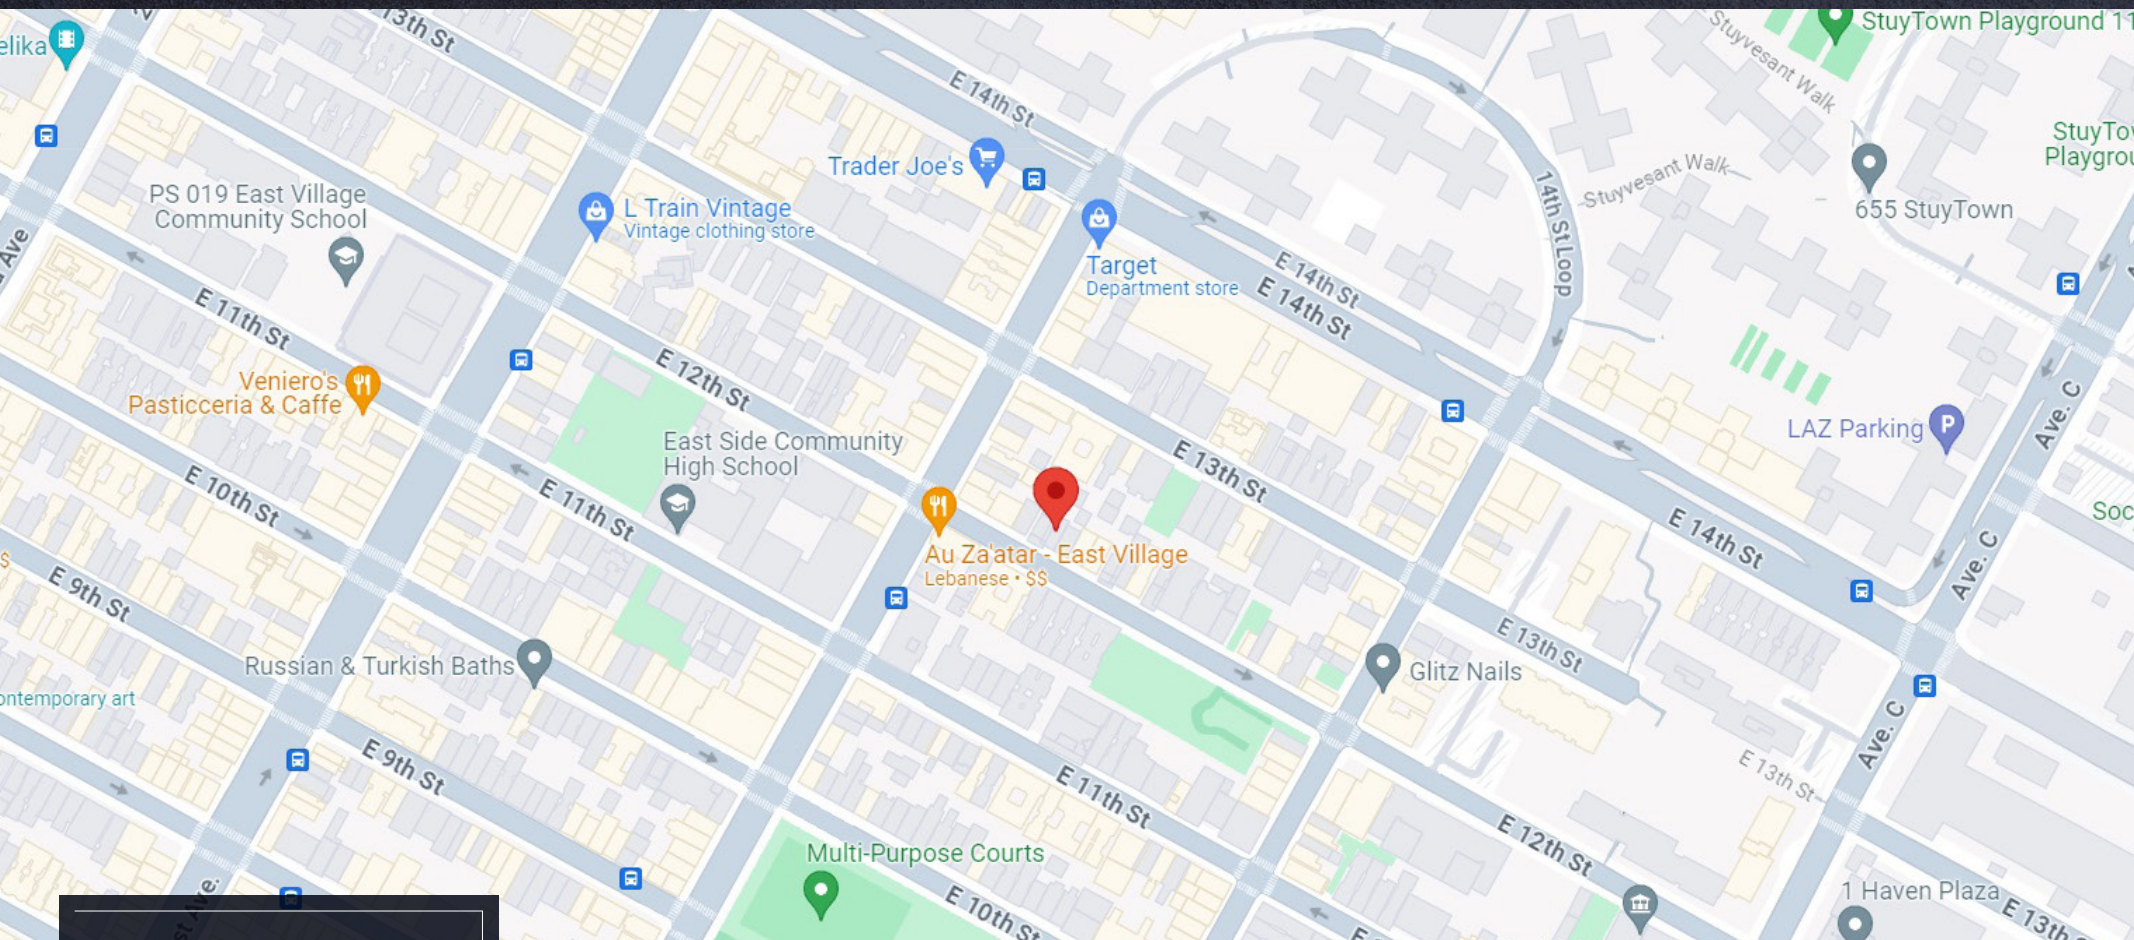 13th St
elika
E 14th St
StuyTown Playground 11
Stuyvesant Walk
StuyTow
Playgrou
Trader Joe's
PS 019 East Village
Community School
L Train Vintage
Vintage clothing store
Stuyvesant Walk
14th St Loop
655 StuyTown
Ave
Target
Department store
E 14th St
E 14th St
E 11th St
E 12th St
Veniero's
Pasticceria & Caffe
Ave. C
LAZ Parking
East Side Community
High School
E 13th St
E 10th St
E 11th St
Soc
E 14th St
Au Za'atar - East Village
Lebanese • $$
$
Ave. C
E 9th St
E 13th St
Russian & Turkish Baths
Glitz Nails
ontemporary art
Ave. C
E 9th St
E 13th St
E 11th St
E 12th St
Multi-Purpose Courts
st Ave.
E 10th St
1 Haven Plaza
E 13th S
E